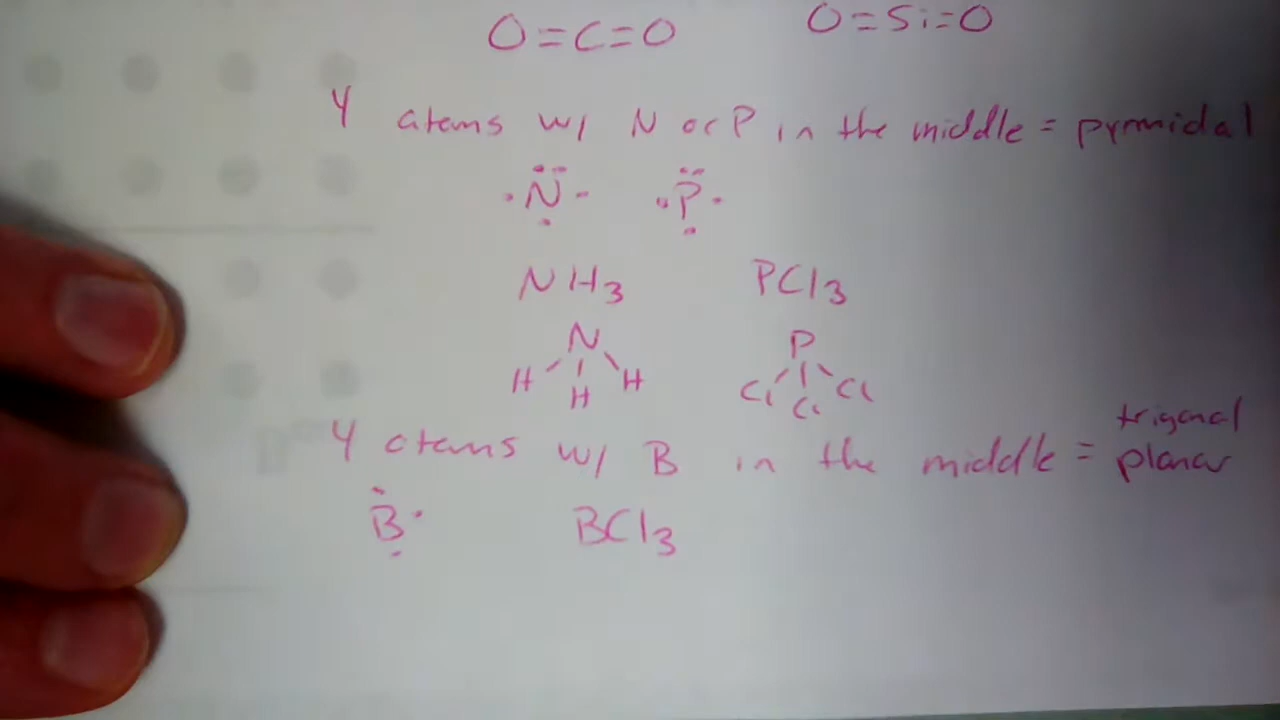 O=C=O O=Si=O
4 atoms w/ N or P in the middle = pyrmidal
N P
NH3 PCl3
N P
H H H Cl Cl Cl
4 atoms w/ B in the middle = trigonal planar
B BCl3